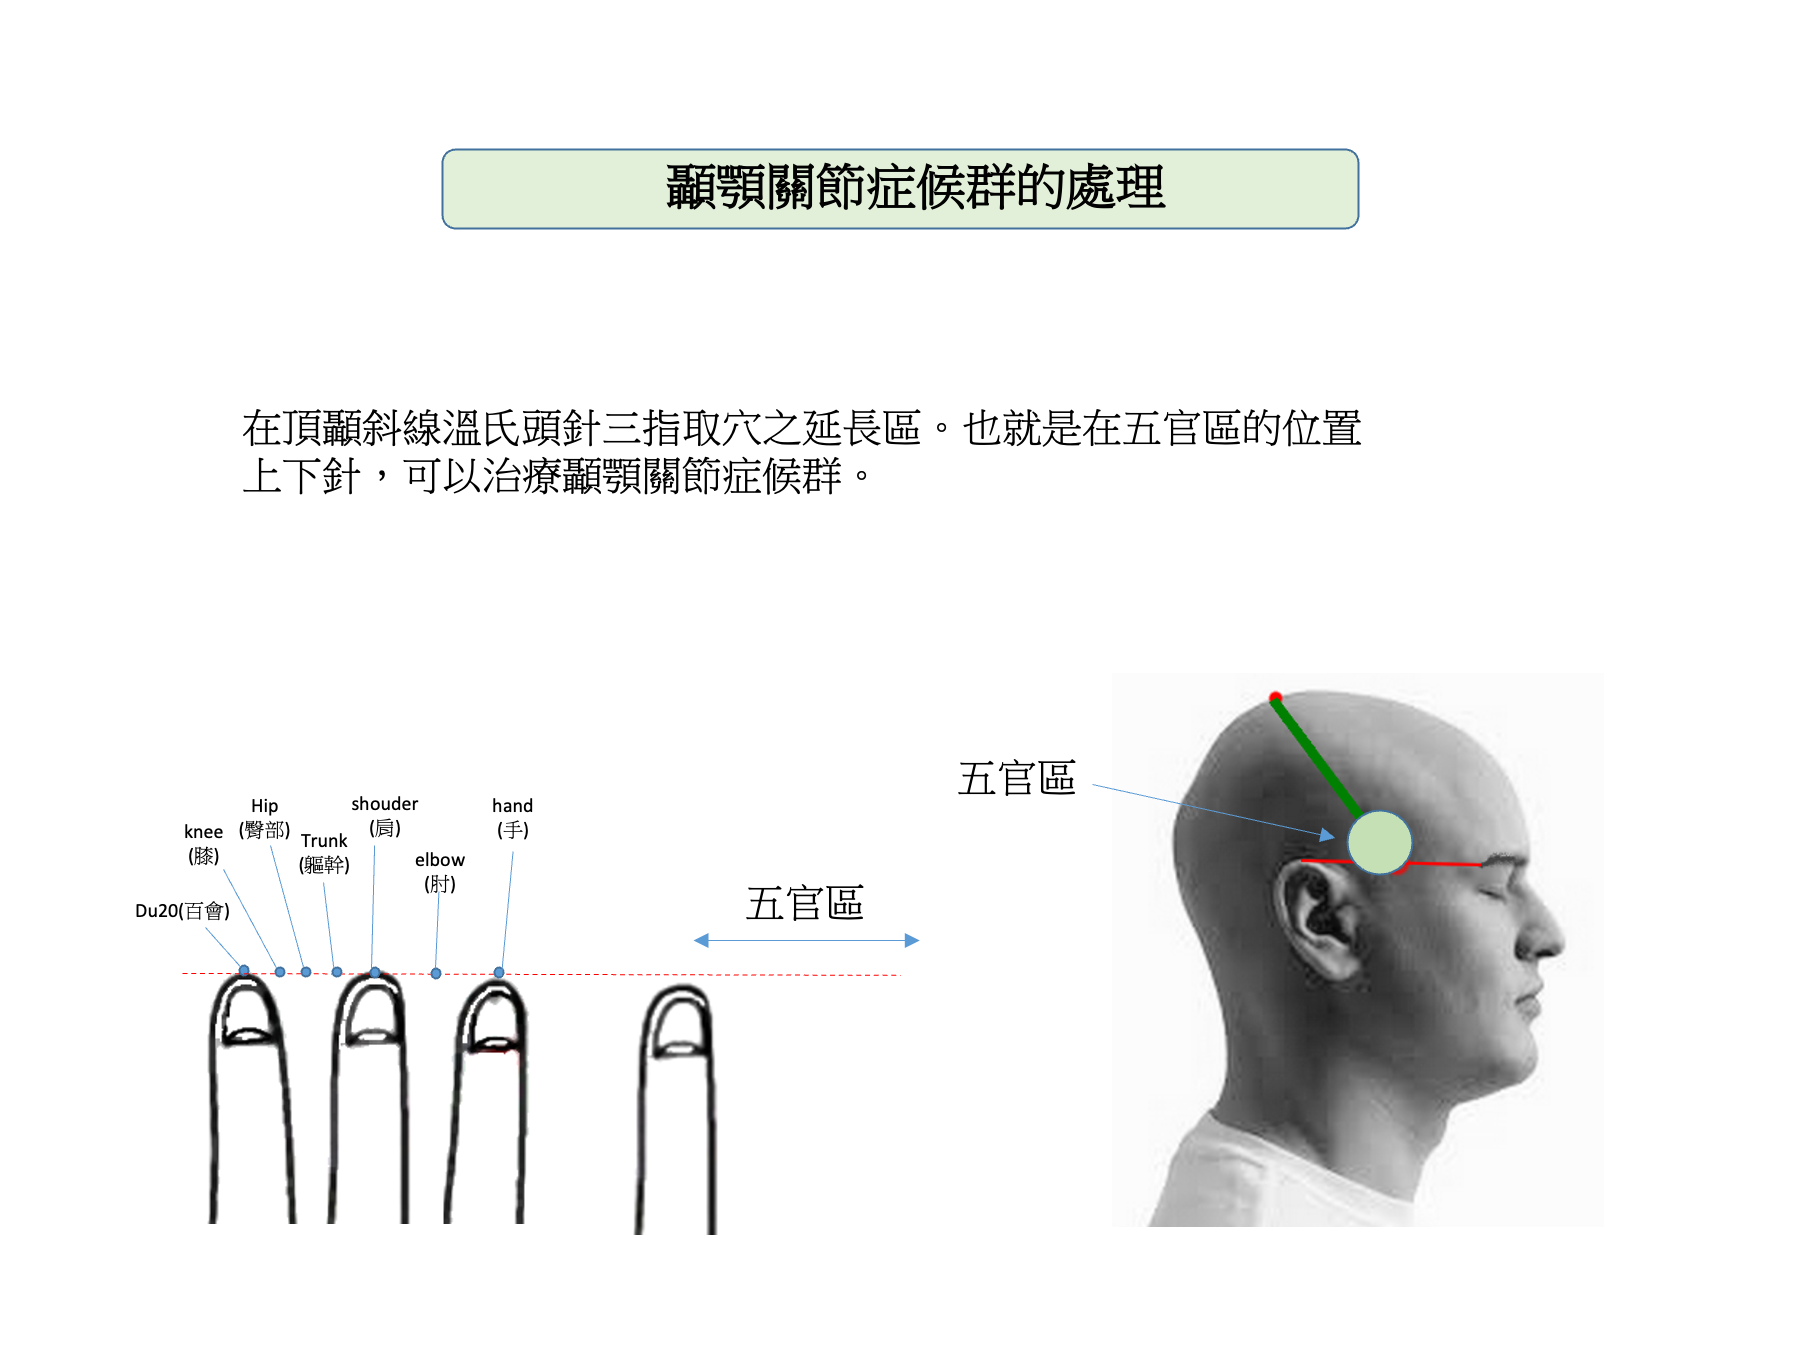 顳顎關節症候群的處理
在頂顳斜線溫氏頭針三指取穴之延長區。也就是在五官區的位置
上下針，可以治療顳顎關節症候群。
五官區
Hip
(臀部)
shouder
(肩)
hand
(手)
knee
(膝)
Trunk
(軀幹)
elbow
(肘)
Du20(百會)
五官區